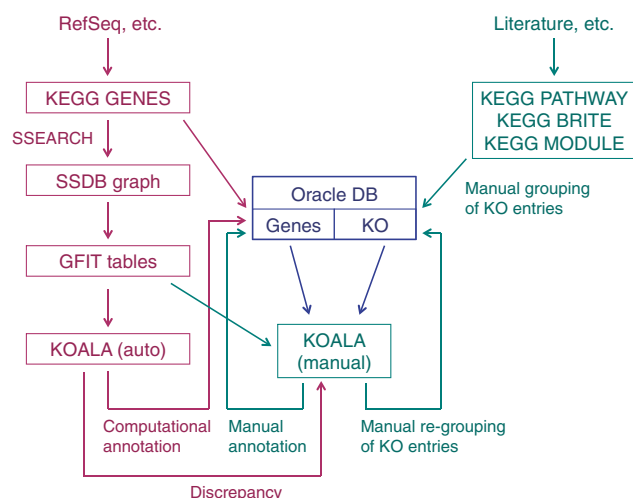 RefSeq, etc.
Literature, etc.
KEGG GENES
KEGG PATHWAY
KEGG BRITE
KEGG MODULE
SSEARCH
SSDB graph
Oracle DB
Genes
KO
Manual grouping
of KO entries
GFIT tables
KOALA (auto)
KOALA
(manual)
Computational
annotation
Manual
annotation
Manual re-grouping
of KO entries
Discrepancy